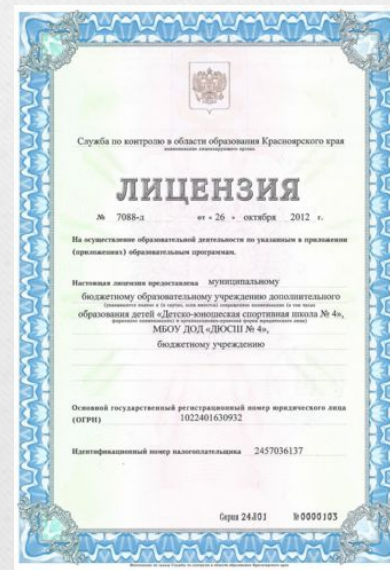 Служба по контролю в области образования Красноярского края
наименование лицензирующего органа
ЛИЦЕНЗИЯ
№ 7088-л от « 26 » октября 2012 г.
На осуществление образовательной деятельности по указанным в приложении
(приложениях) образовательным программам.
Настоящая лицензия предоставлена муниципальному
бюджетному образовательному учреждению дополнительного
образования детей «Детско-юношеская спортивная школа № 4»,
МБОУ ДОД «ДЮСШ № 4»,
бюджетному учреждению
Основной государственный регистрационный номер юридического лица
(ОГРН) 1022401630932
Идентификационный номер налогоплательщика 2457036137
Серия 24Л01 № 0000103